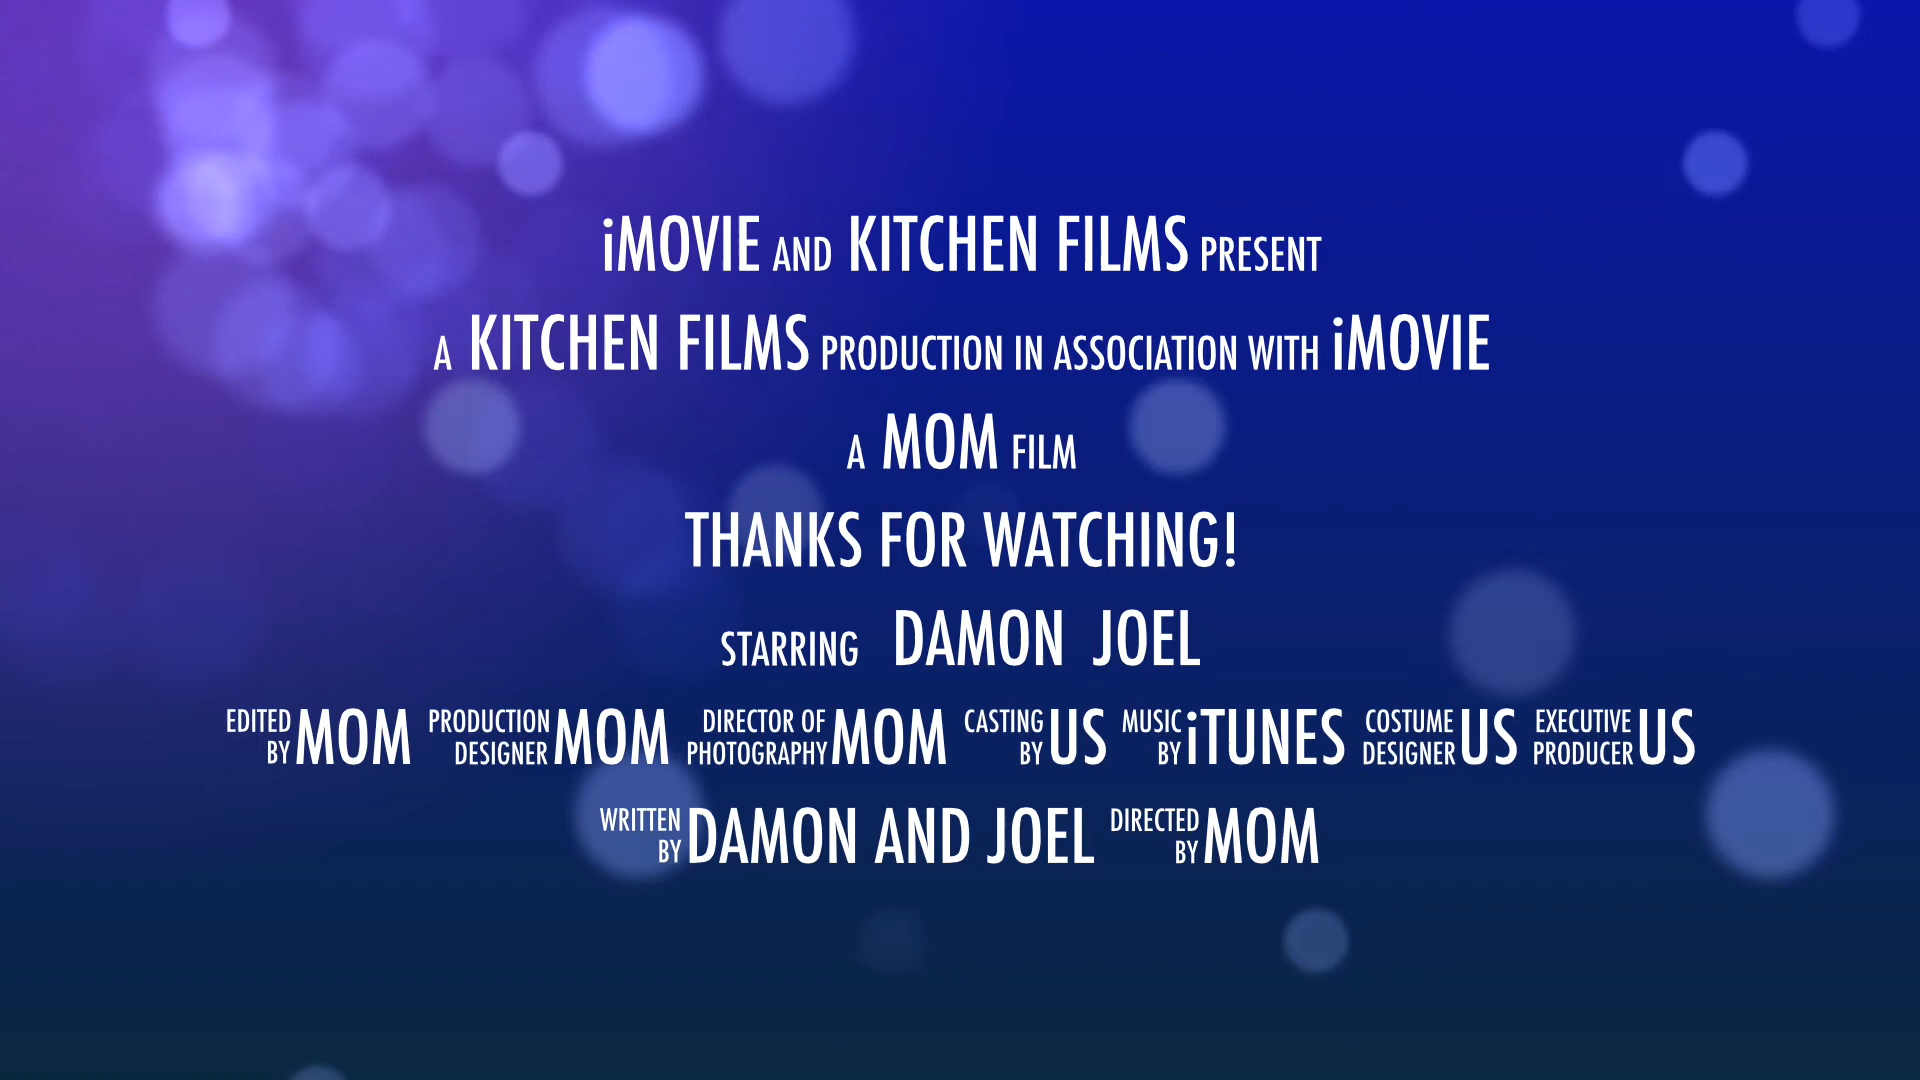 iMOVIE AND KITCHEN FILMS PRESENT
A KITCHEN FILMS PRODUCTION IN ASSOCIATION WITH iMOVIE
A MOM FILM
THANKS FOR WATCHING!
STARRING DAMON JOEL
EDITED BY MOM PRODUCTION DESIGNER MOM DIRECTOR OF PHOTOGRAPHY MOM CASTING BY US MUSIC BY iTUNES COSTUME DESIGNER US EXECUTIVE PRODUCER US
WRITTEN BY DAMON AND JOEL DIRECTED BY MOM